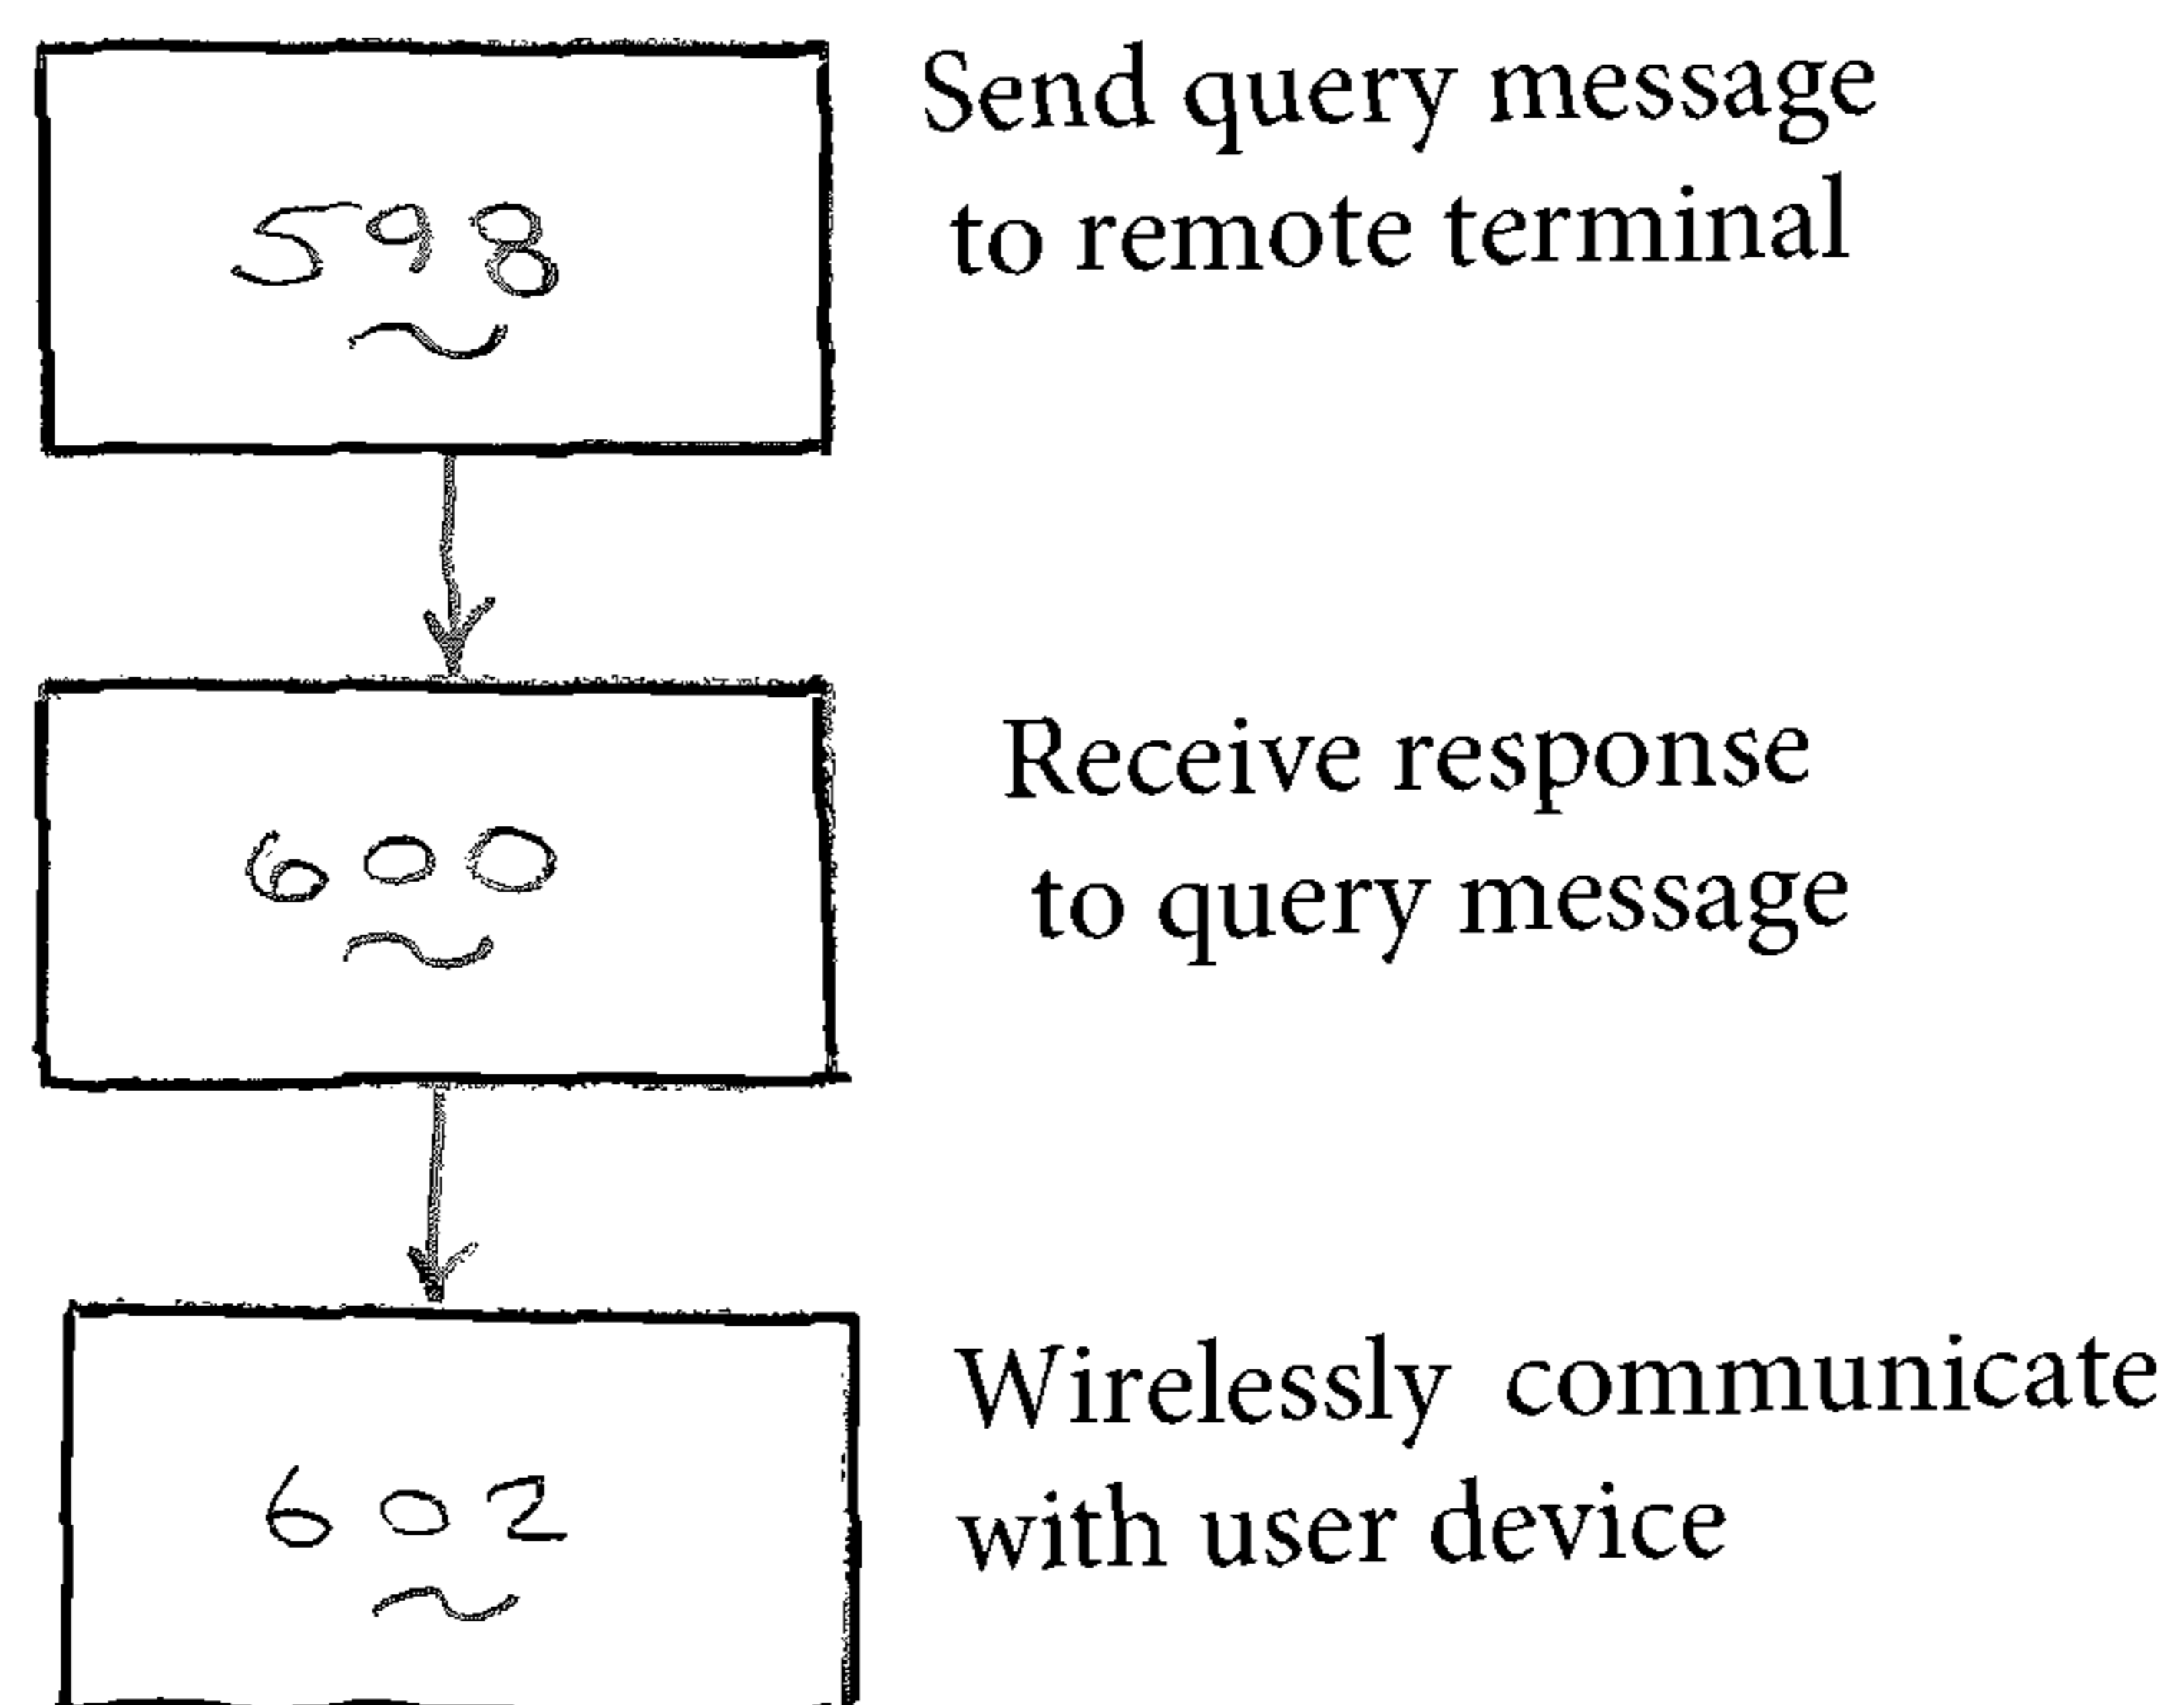 598
Send query message
to remote terminal
600
Receive response
to query message
602
Wirelessly communicate
with user device